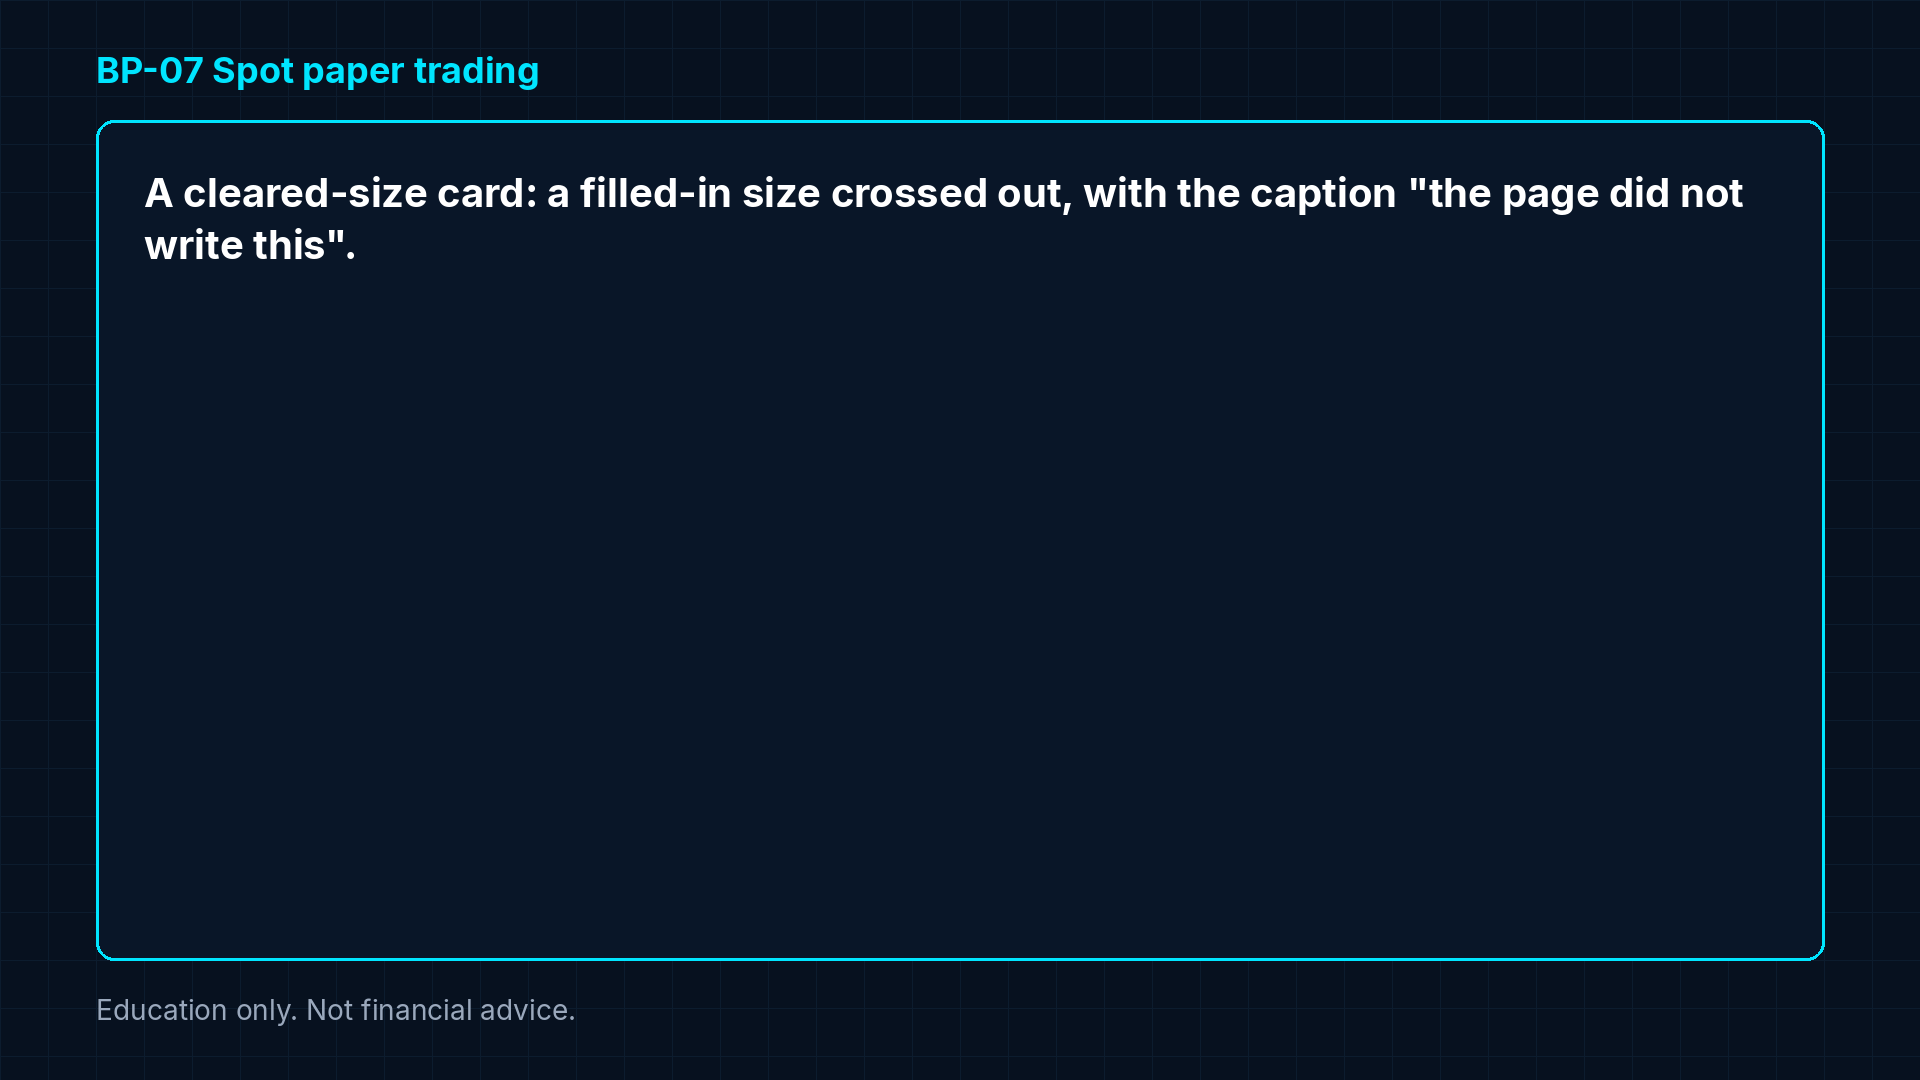 BP-07 Spot paper trading
A cleared-size card: a filled-in size crossed out, with the caption "the page did not
write this".
Education only. Not financial advice.